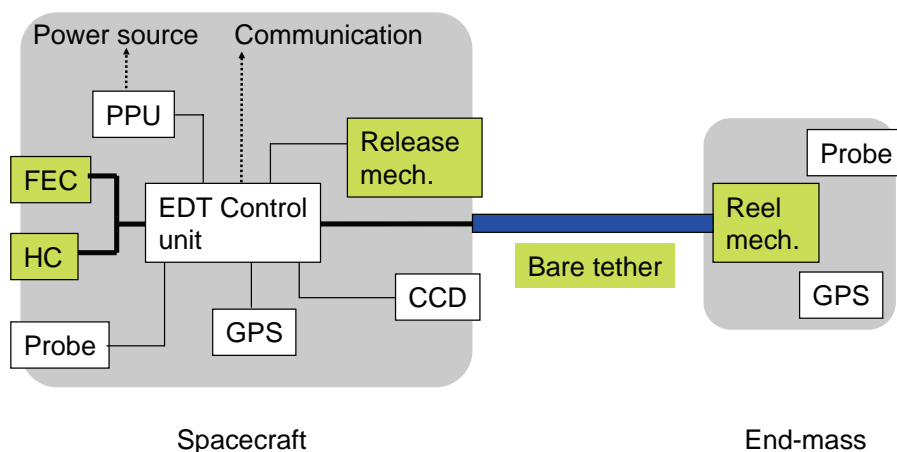 Power source
Communication
PPU
Release
mech.
Probe
FEC
EDT Control
unit
Reel
mech.
HC
Bare tether
CCD
GPS
GPS
Probe
Spacecraft
End-mass